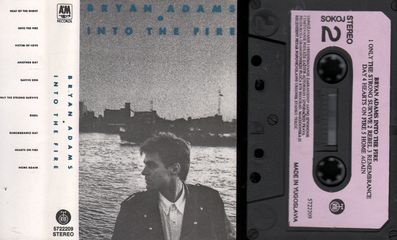 BRYAN ADAMS
INTO THE FIRE
HEAT OF THE NIGHT
INTO THE FIRE
VICTIM OF LOVE
ANOTHER DAY
NATIVE SON
ONLY THE STRONG SURVIVE
REBEL
REMEMBRANCE DAY
HEARTS ON FIRE
HOME AGAIN
BRYAN ADAMS
INTO THE FIRE
5722209
STEREO
STEREO
2
SOKOJ
BRYAN ADAMS INTO THE FIRE
1 ONLY THE STRONG SURVIVE 2 REBEL 3 REMEMBRANCE
DAY 4 HEARTS ON FIRE 5 HOME AGAIN
MADE IN YUGOSLAVIA
5722209